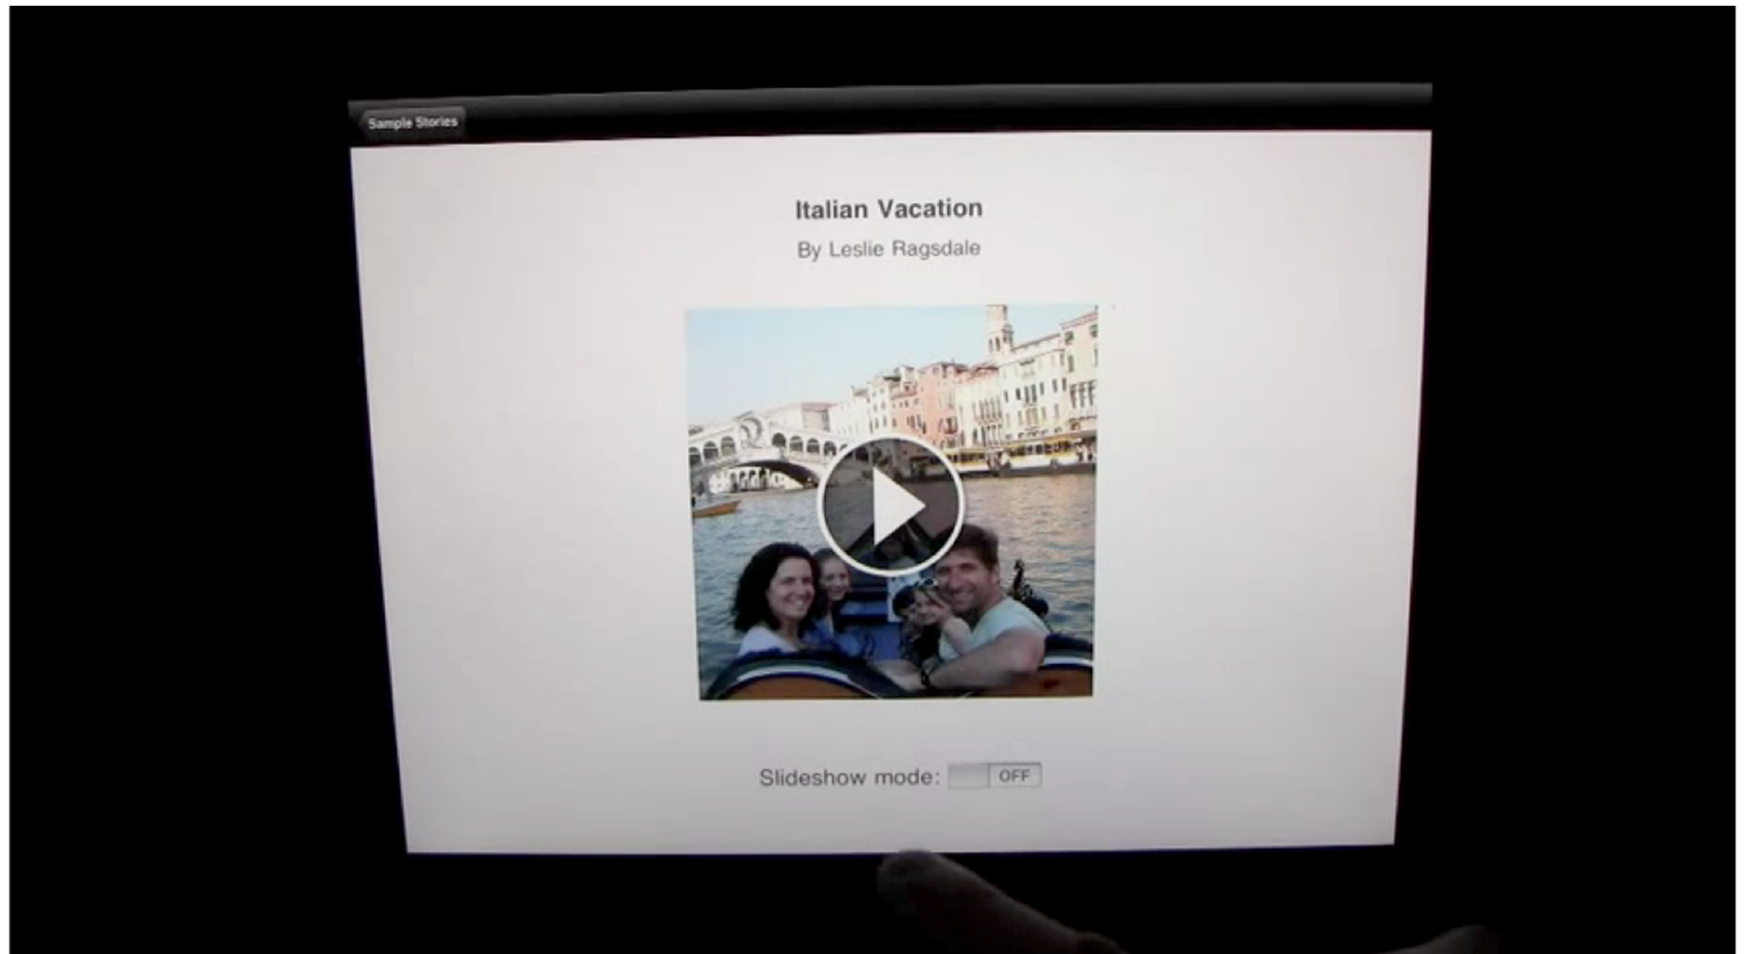 Sample Stories
Italian Vacation
By Leslie Ragsdale
Slideshow mode: OFF